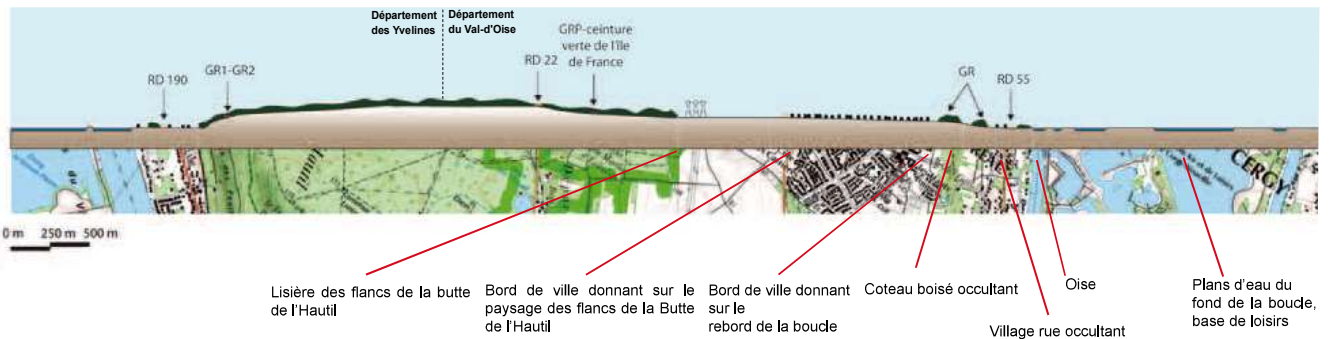 Département
des Yvelines
Département
du Val-d'Oise
RD 190
GR1-GR2
RD 22
GRP-ceinture
verte de l'île
de France
GR
RD 55
CERGY
0 m 250 m 500 m
Lisière des flancs de la butte
de l'Hautil
Bord de ville donnant sur le
paysage des flancs de la Butte
de l'Hautil
Bord de ville donnant
sur le
rebord de la boucle
Coteau boisé occultant
Village rue occultant
Oise
Plans d'eau du
fond de la boucle,
base de loisirs